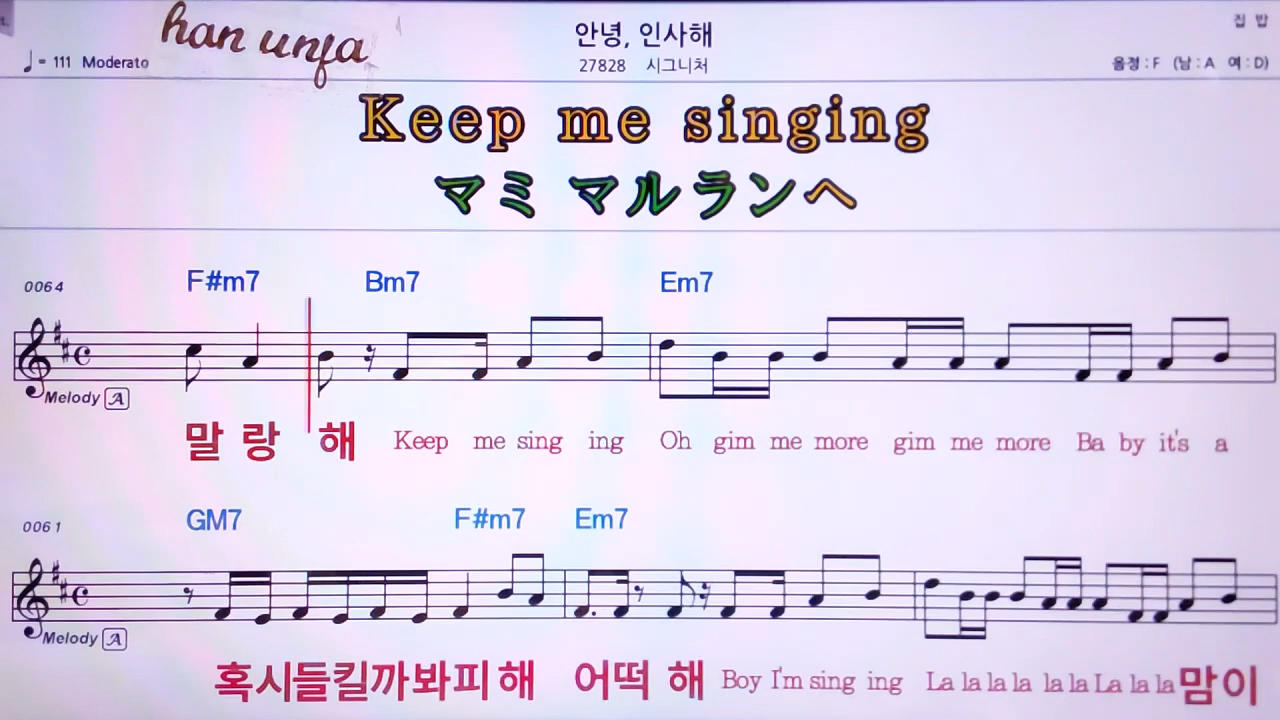 han unfa
안녕, 인사해
집 밥
♩= 111 Moderato
27828 시그니처
음정 : F (남 : A 여 : D)
Keep me singing
マミ マルランヘ
0064 F#m7 Bm7 Em7
Melody A
말 랑 해 Keep me sing ing Oh gim me more gim me more Ba by it's a
0061 GM7 F#m7 Em7
Melody A
혹시들킬까봐피해 어떡 해 Boy I'm sing ing La la la la la la La la la 맘이